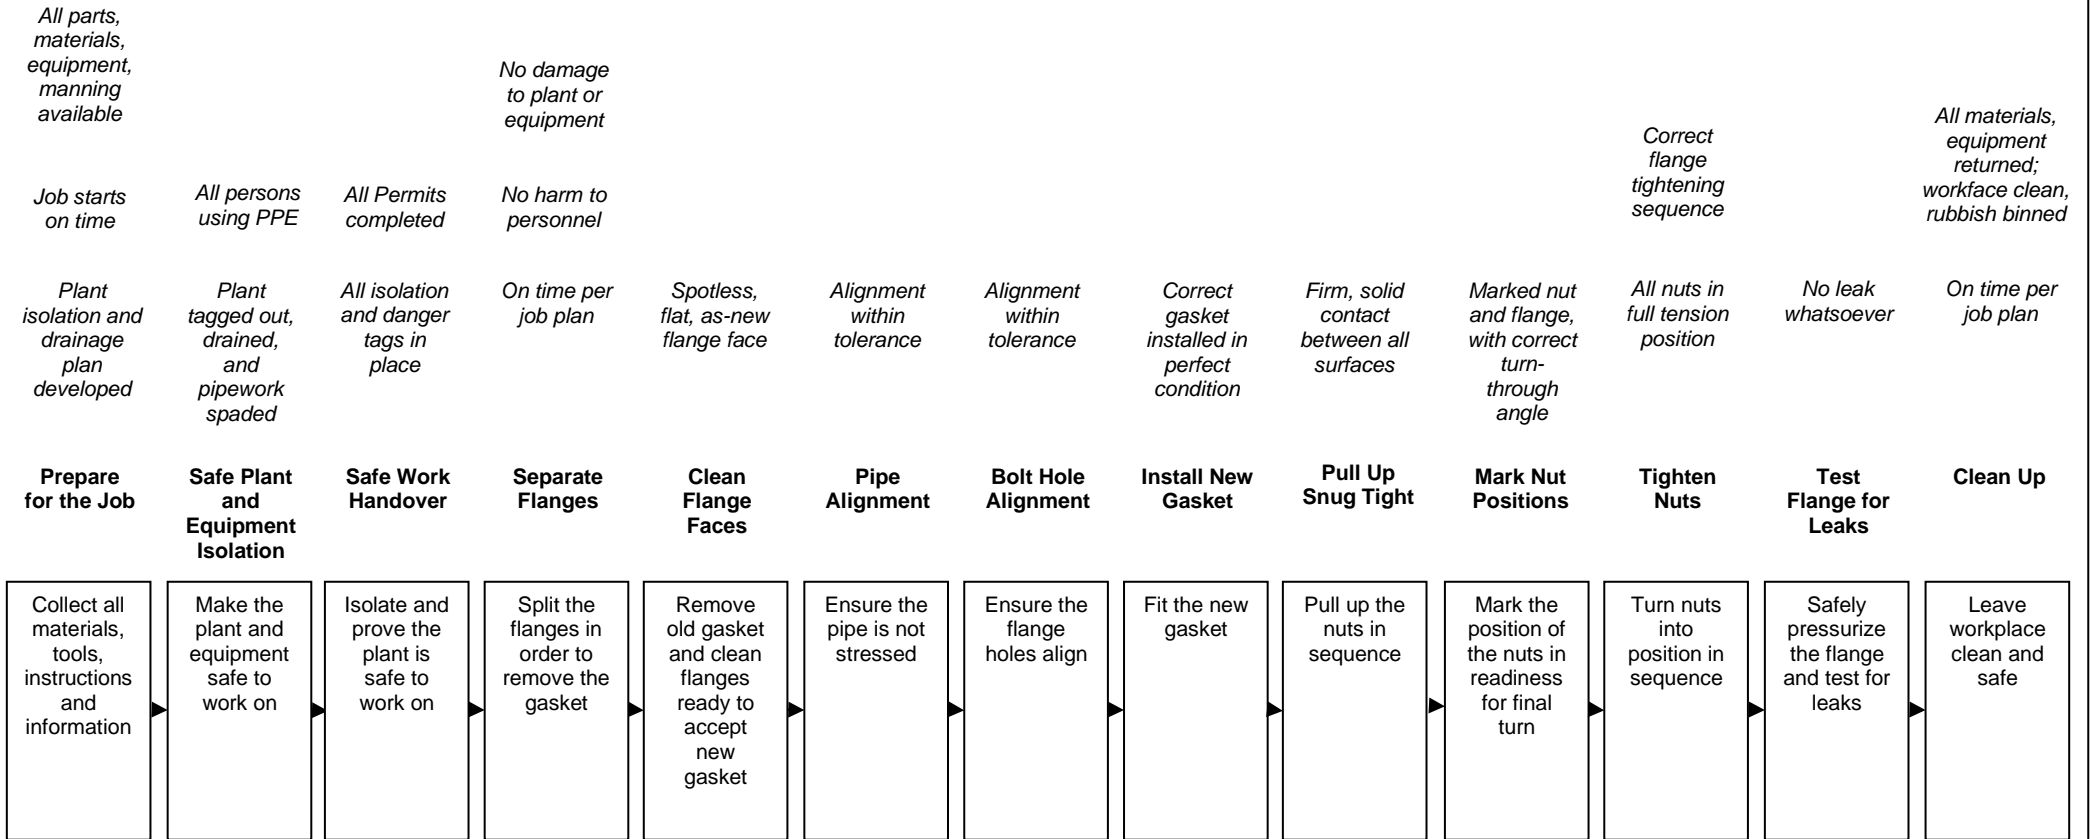 All parts,
materials,
equipment,
manning
available
No damage
to plant or
equipment
Correct
flange
tightening
sequence
All materials,
equipment
returned;
workface clean,
rubbish binned
Job starts
on time
All persons
using PPE
All Permits
completed
No harm to
personnel
Plant
isolation and
drainage
plan
developed
Plant
tagged out,
drained,
and
pipework
spaded
All isolation
and danger
tags in
place
On time per
job plan
Spotless,
flat, as-new
flange face
Alignment
within
tolerance
Alignment
within
tolerance
Correct
gasket
installed in
perfect
condition
Firm, solid
contact
between all
surfaces
Marked nut
and flange,
with correct
turn-
through
angle
All nuts in
full tension
position
No leak
whatsoever
On time per
job plan
Prepare
for the Job
Safe Plant
and
Equipment
Isolation
Safe Work
Handover
Separate
Flanges
Clean
Flange
Faces
Pipe
Alignment
Bolt Hole
Alignment
Install New
Gasket
Pull Up
Snug Tight
Mark Nut
Positions
Tighten
Nuts
Test
Flange for
Leaks
Clean Up
Collect all
materials,
tools,
instructions
and
information
Make the
plant and
equipment
safe to
work on
Isolate and
prove the
plant is
safe to
work on
Split the
flanges in
order to
remove the
gasket
Remove
old gasket
and clean
flanges
ready to
accept
new
gasket
Ensure the
pipe is not
stressed
Ensure the
flange
holes align
Fit the new
gasket
Pull up the
nuts in
sequence
Mark the
position of
the nuts in
readiness
for final
turn
Turn nuts
into
position in
sequence
Safely
pressurize
the flange
and test for
leaks
Leave
workplace
clean and
safe